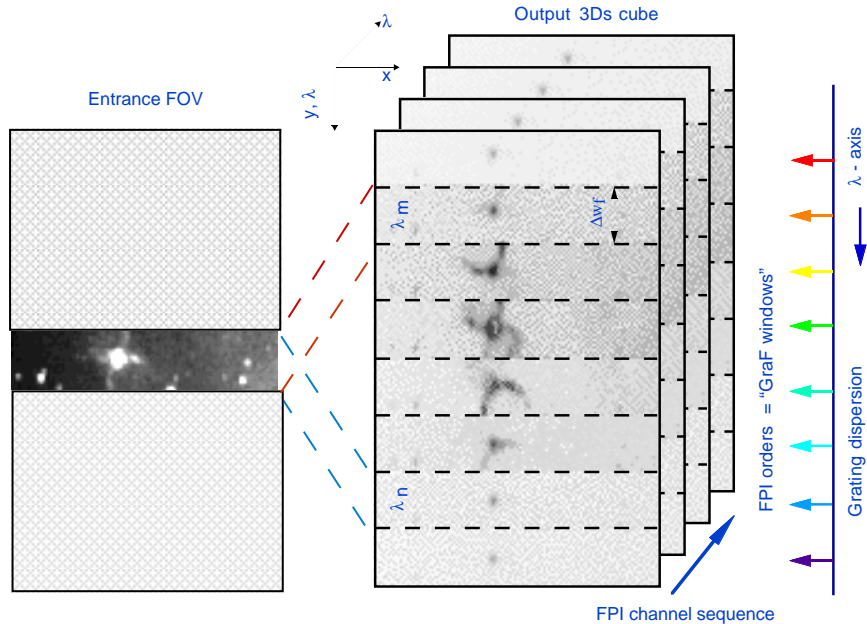 Output 3Ds cube
λ
x
y, λ
Entrance FOV
λ m
Δwf
λ n
FPI orders = “GraF windows”
λ - axis
Grating dispersion
FPI channel sequence